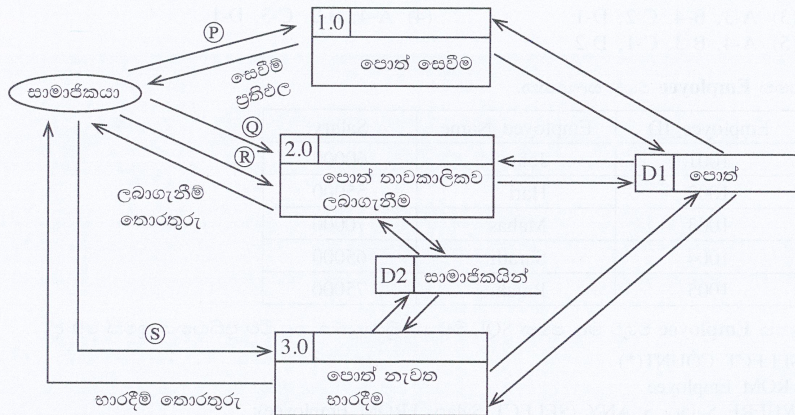 P
1.0
පොත් සෙවීම
සෙවීම්
ප්‍රතිඵල
සාමාජිකයා
Q
R
2.0
පොත් තාවකාලිකව
ලබාගැනීම
D1 පොත්
ලබාගැනීම්
තොරතුරු
D2 සාමාජිකයින්
S
3.0
පොත් නැවත
භාරදීම
භාරදීම් තොරතුරු